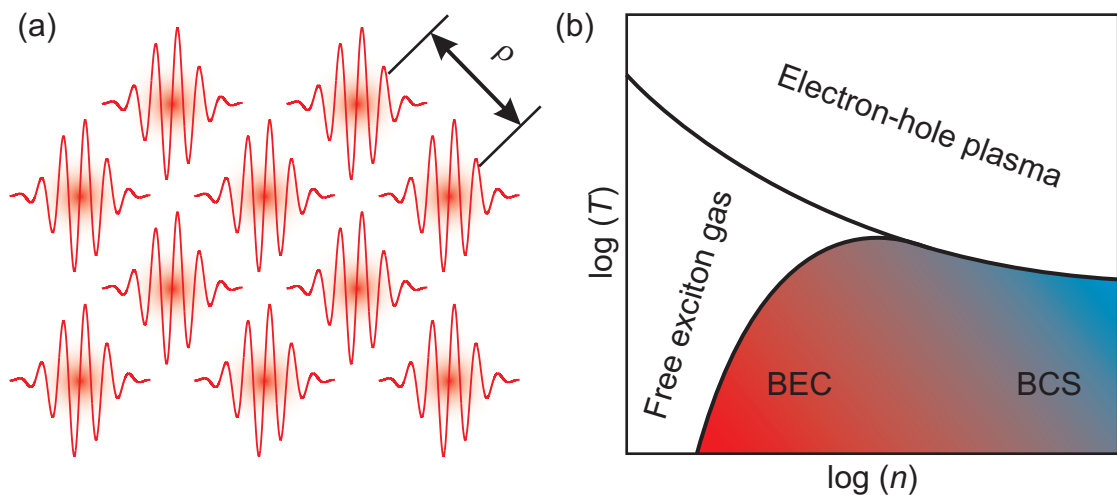 (a)
ρ
(b)
Electron-hole plasma
Free exciton gas
BEC
BCS
log (T)
log (n)